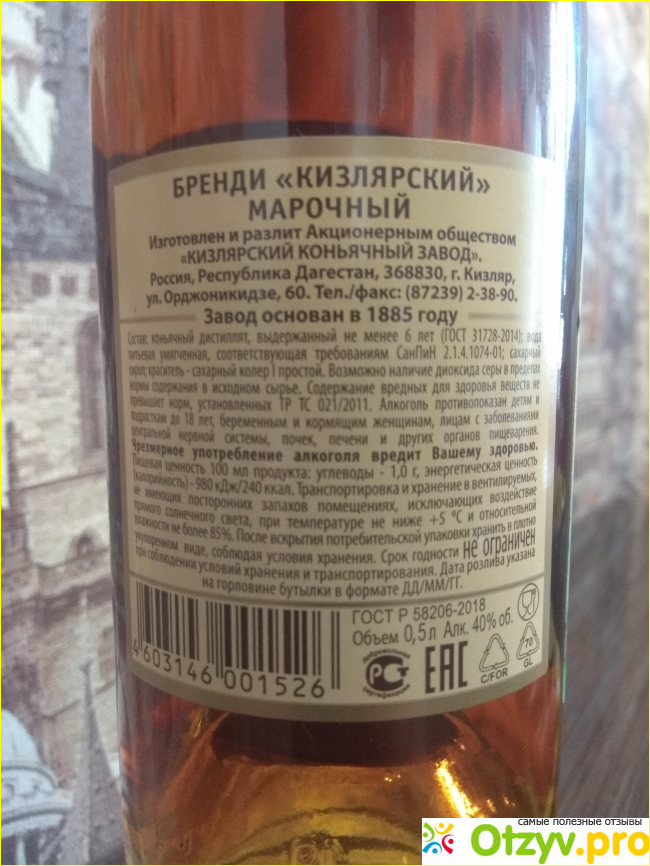 БРЕНДИ «КИЗЛЯРСКИЙ»
МАРОЧНЫЙ
Изготовлен и разлит Акционерным обществом
«КИЗЛЯРСКИЙ КОНЬЯЧНЫЙ ЗАВОД».
Россия, Республика Дагестан, 368830, г. Кизляр,
ул. Орджоникидзе, 60. Тел./факс: (87239) 2-38-90.
Завод основан в 1885 году
Состав: коньячный дистиллят, выдержанный не менее 6 лет (ГОСТ 31728-2014); вода
питьевая умягченная, соответствующая требованиям СанПиН 2.1.4.1074-01; сахарный
сироп; краситель - сахарный колер I простой. Возможно наличие диоксида серы в пределах
нормы содержания в исходном сырье. Содержание вредных для здоровья веществ не
превышает норм, установленных ТР ТС 021/2011. Алкоголь противопоказан детям и
подросткам до 18 лет, беременным и кормящим женщинам, лицам с заболеваниями
центральной нервной системы, почек, печени и других органов пищеварения.
Чрезмерное употребление алкоголя вредит Вашему здоровью.
Пищевая ценность 100 мл продукта: углеводы - 1,0 г, энергетическая ценность
(калорийность) - 980 кДж/240 ккал. Транспортировка и хранение в вентилируемых,
не имеющих посторонних запахов помещениях, исключающих воздействие
прямого солнечного света, при температуре не ниже +5 °С и относительной
влажности не более 85%. После вскрытия потребительской упаковки хранить в плотно
укупоренном виде, соблюдая условия хранения. Срок годности не ограничен
при соблюдении условий хранения и транспортирования. Дата розлива указана
на горловине бутылки в формате ДД/ММ/ГГ.
ГОСТ Р 58206-2018
Объем 0,5 л Алк. 40% об.
4 603146 001526
добровольная
РСТ
сертификация
EAC
C/FOR
70
GL
самые полезные отзывы
Otzyv.pro